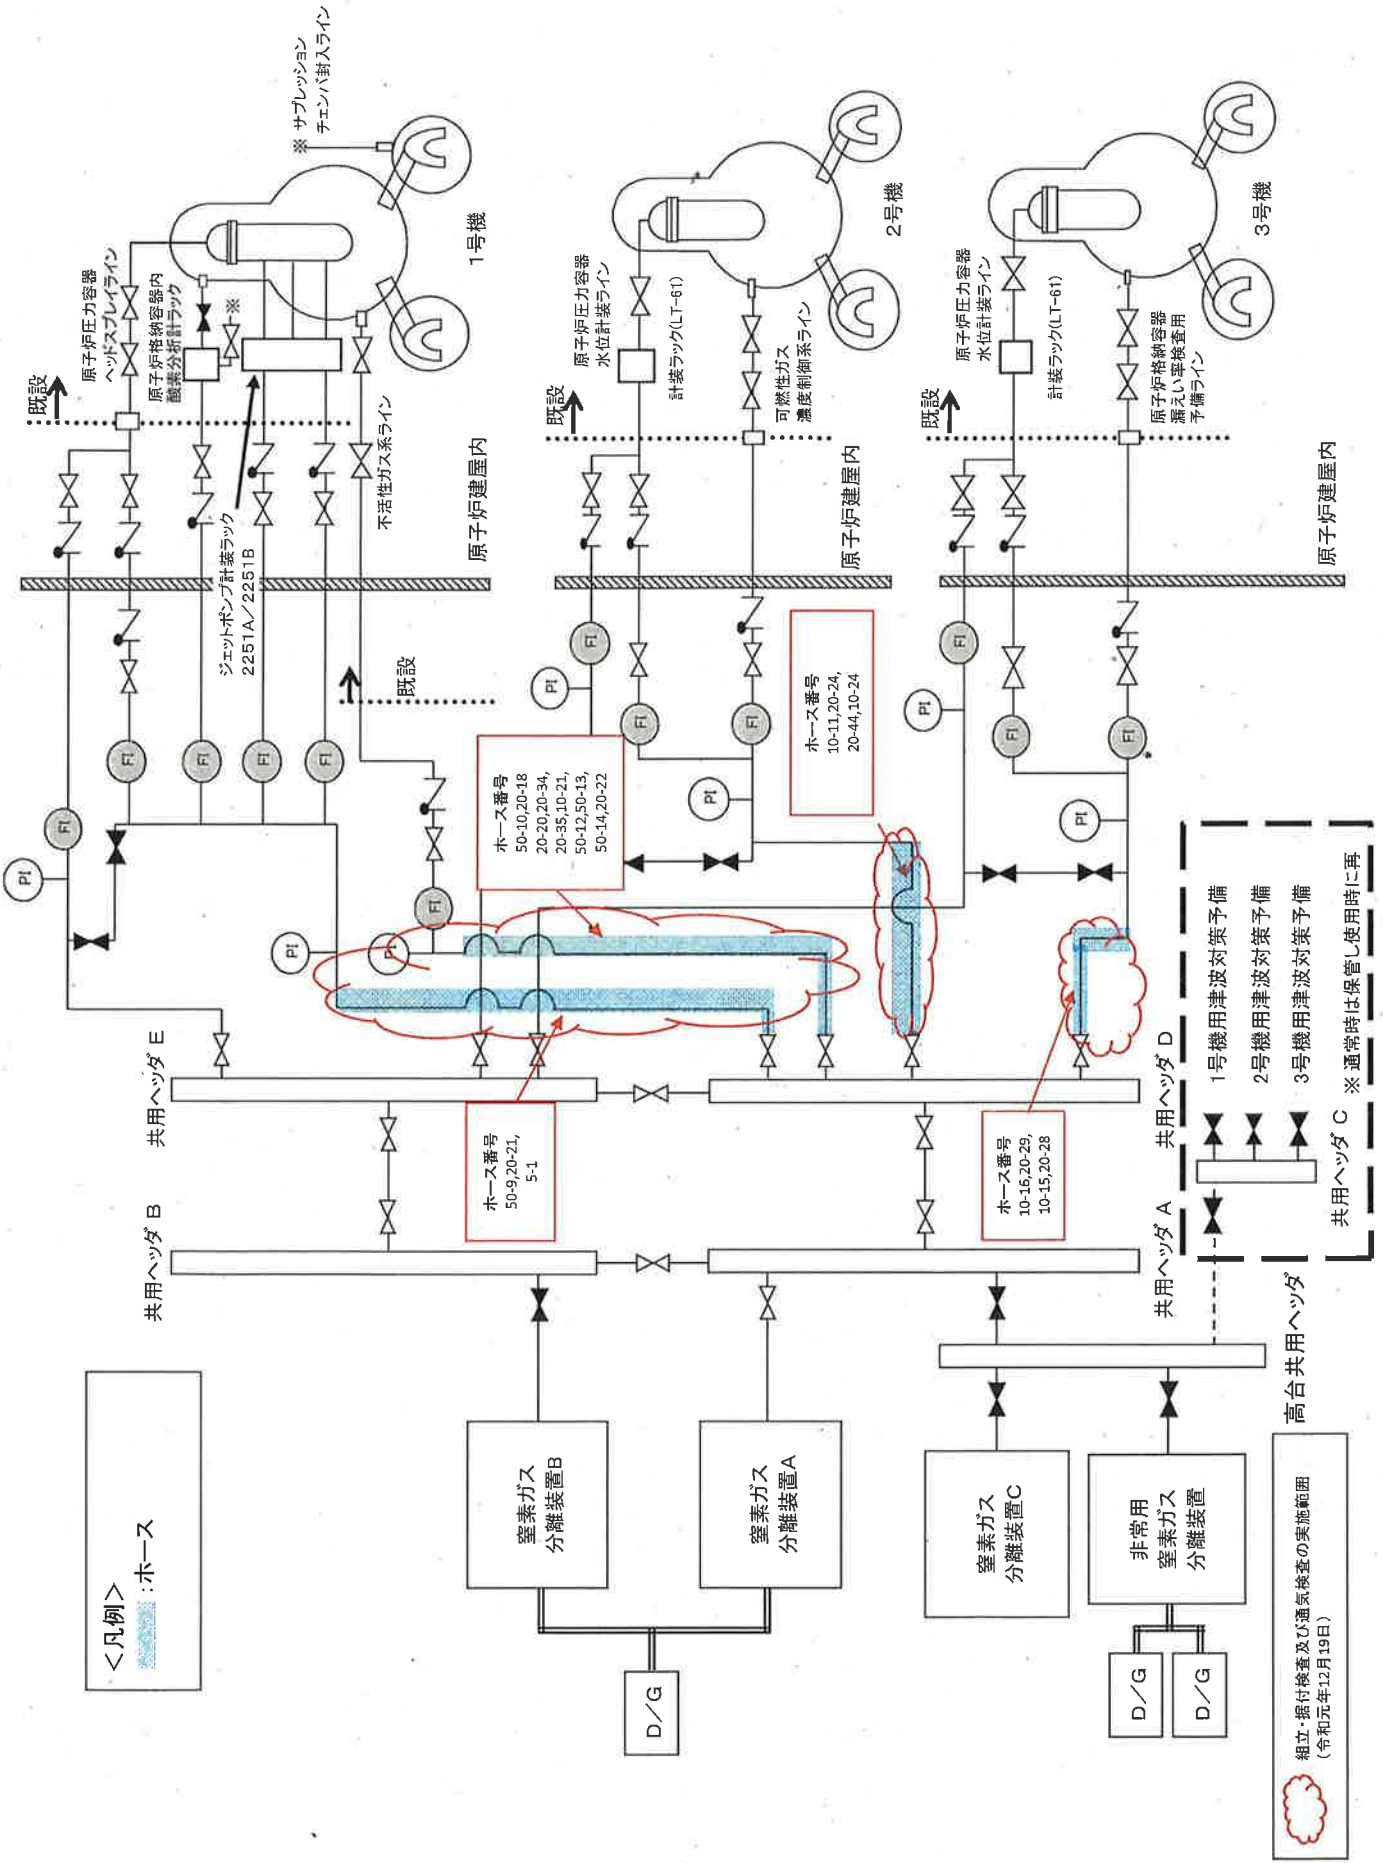 <凡例>
:ホース
組立・据付検査及び通気検査の実施範囲
(令和元年12月19日)
D/G
D/G
D/G
窒素ガス
分離装置B
窒素ガス
分離装置A
窒素ガス
分離装置C
非常用
窒素ガス
分離装置
高台共用ヘッダ
共用ヘッダ B
共用ヘッダ A
共用ヘッダ E
共用ヘッダ D
共用ヘッダ C
1号機用津波対策予備
2号機用津波対策予備
3号機用津波対策予備
※ 通常時は保管し使用時に再
ホース番号
50-9,20-21,
5-1
ホース番号
10-16,20-29,
10-15,20-28
ホース番号
50-10,20-18
20-20,20-34,
20-35,10-21,
50-12,50-13,
50-14,20-22
ホース番号
10-11,20-24,
20-44,10-24
PI
PI
PI
PI
PI
PI
PI
FI
FI
FI
FI
FI
FI
FI
FI
FI
FI
FI
FI
既設
ジェットポンプ計装ラック
2251A/2251B
不活性ガス系ライン
原子炉建屋内
原子炉建屋内
原子炉建屋内
既設
既設
既設
原子炉圧力容器
ヘッドスプレイライン
原子炉格納容器内
酸素分析計ラック
※
※ サプレッション
チェンバ封入ライン
1号機
原子炉圧力容器
水位計装ライン
計装ラック(LT-61)
可燃性ガス
濃度制御系ライン
2号機
原子炉圧力容器
水位計装ライン
計装ラック(LT-61)
原子炉格納容器
漏えい率検査用
予備ライン
3号機